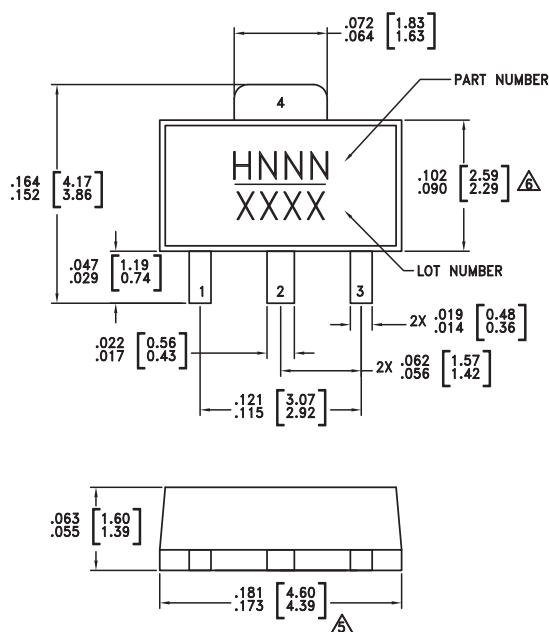 .072 [1.83]
.064 [1.63]
PART NUMBER
4
HNNN
XXXX
.164 [4.17]
.152 [3.86]
.102 [2.59]
.090 [2.29] 6
LOT NUMBER
.047 [1.19]
.029 [0.74]
1 2 3
2X .019 [0.48]
.014 [0.36]
.022 [0.56]
.017 [0.43]
2X .062 [1.57]
.056 [1.42]
.121 [3.07]
.115 [2.92]
.063 [1.60]
.055 [1.39]
.181 [4.60]
.173 [4.39]
5